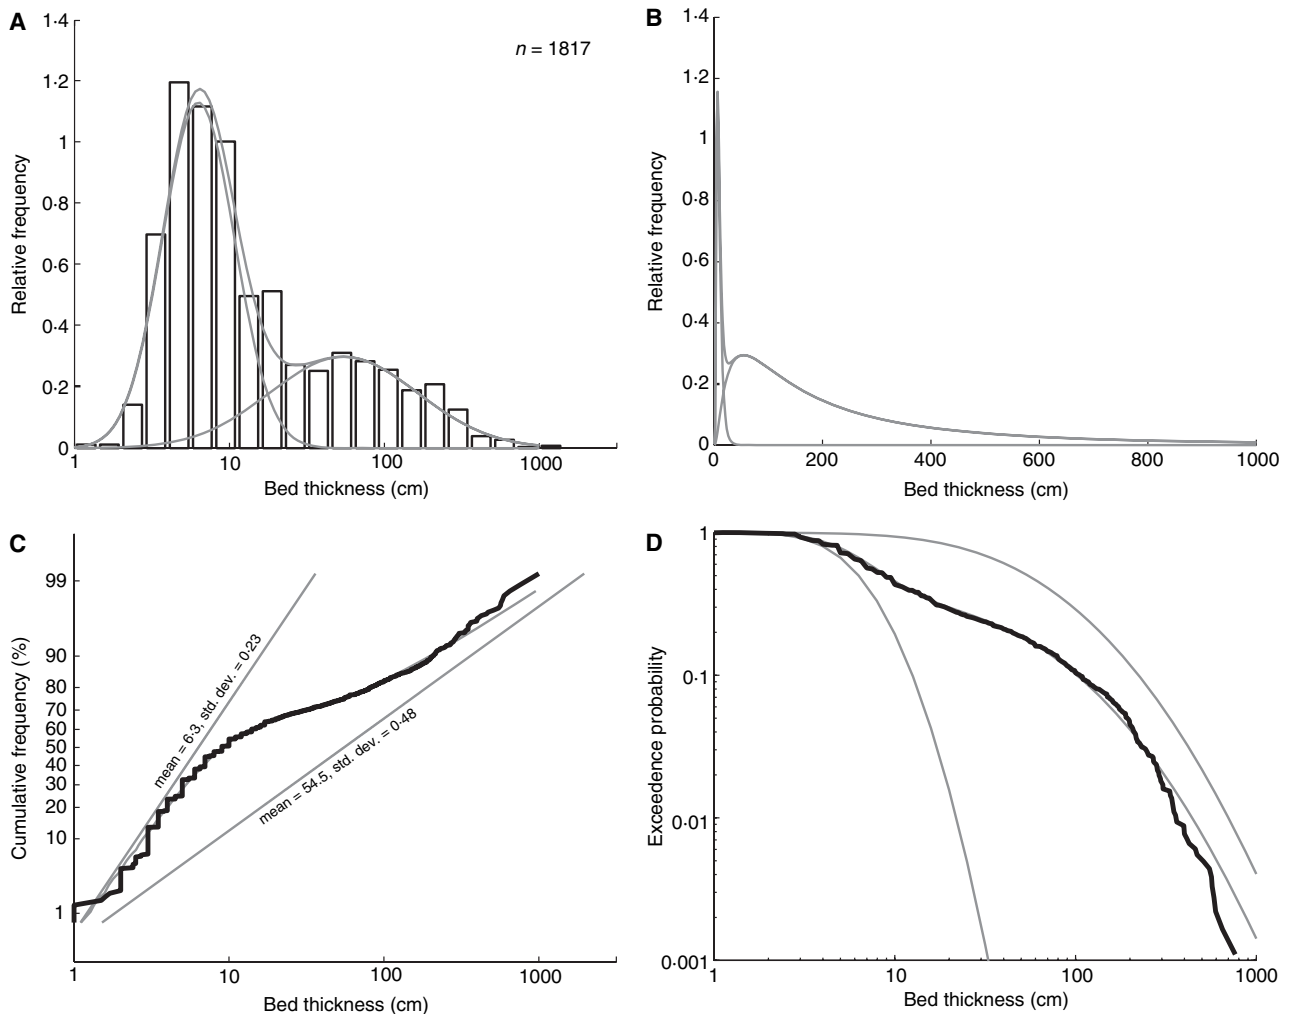 A
n = 1817
1·4
1·2
1
0·8
0·6
0·4
0·2
0
Relative frequency
1 10 100 1000
Bed thickness (cm)
B
1·4
1·2
1
0·8
0·6
0·4
0·2
0
Relative frequency
0 200 400 600 800 1000
Bed thickness (cm)
C
99
90
80
70
60
50
40
30
20
10
1
Cumulative frequency (%)
mean = 6·3, std. dev. = 0·23
mean = 54.5, std. dev. = 0·48
1 10 100 1000
Bed thickness (cm)
D
1
0·1
0·01
0·001
Exceedence probability
1 10 100 1000
Bed thickness (cm)